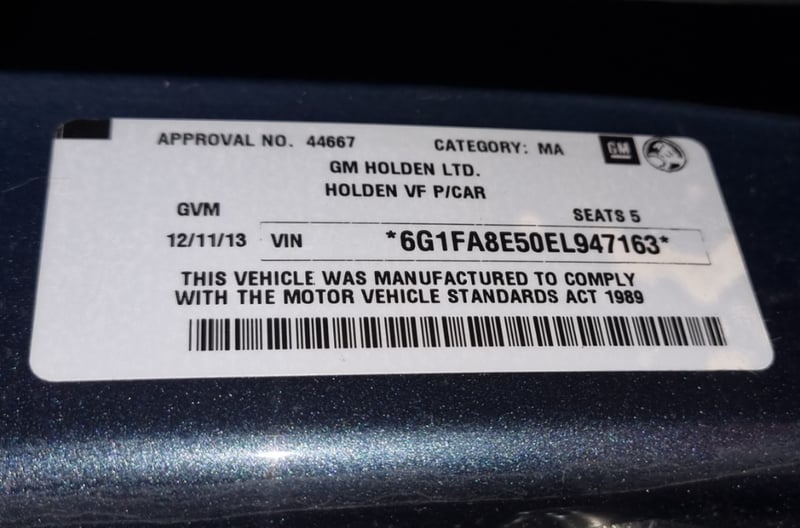 APPROVAL NO. 44667 CATEGORY: MA GM
GM HOLDEN LTD.
HOLDEN VF P/CAR
GVM SEATS 5
12/11/13 VIN *6G1FA8E50EL947163*
THIS VEHICLE WAS MANUFACTURED TO COMPLY
WITH THE MOTOR VEHICLE STANDARDS ACT 1989